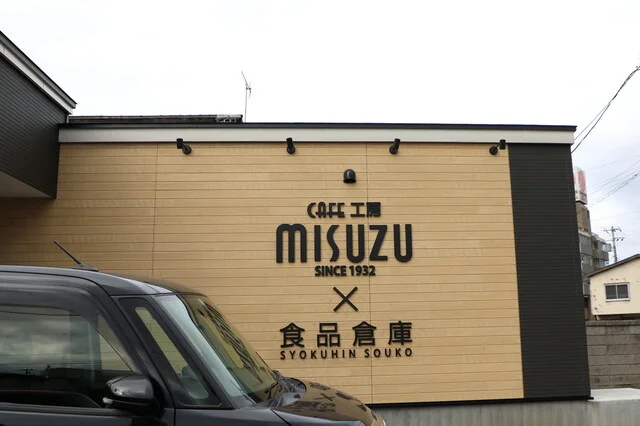 CAFE 工房
MISUZU
SINCE 1932
×
食品倉庫
SYOKUHIN SOUKO